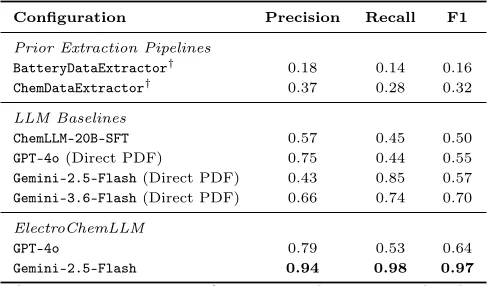 Configuration Precision Recall F1
Prior Extraction Pipelines
BatteryDataExtractor† 0.18 0.14 0.16
ChemDataExtractor† 0.37 0.28 0.32
LLM Baselines
ChemLLM-20B-SFT 0.57 0.45 0.50
GPT-4o (Direct PDF) 0.75 0.44 0.55
Gemini-2.5-Flash (Direct PDF) 0.43 0.85 0.57
Gemini-3.6-Flash (Direct PDF) 0.66 0.74 0.70
ElectroChemLLM
GPT-4o 0.79 0.53 0.64
Gemini-2.5-Flash 0.94 0.98 0.97